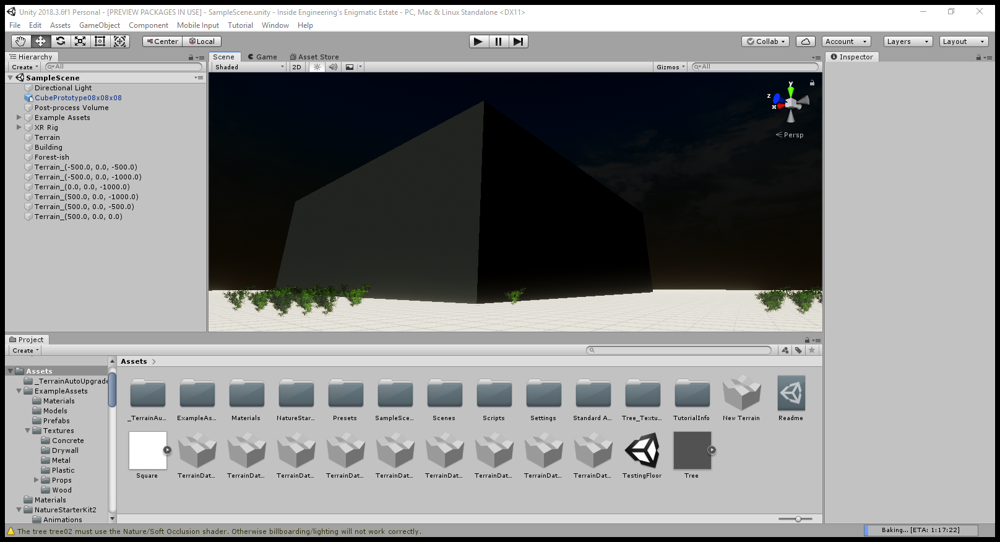 Unity 2018.3.6f1 Personal - [PREVIEW PACKAGES IN USE] - SampleScene.unity - Inside Engineering's Enigmatic Estate - PC, Mac & Linux Standalone <DX11>
File Edit Assets GameObject Component Mobile Input Tutorial Window Help
Center Local Collab Account Layers Layout
Hierarchy
Create All
SampleScene
Directional Light
CubePrototype08x08x08
Post-process Volume
Example Assets
XR Rig
Terrain
Building
Forest-ish
Terrain_(-500.0, 0.0, -500.0)
Terrain_(-500.0, 0.0, -1000.0)
Terrain_(0.0, 0.0, -1000.0)
Terrain_(500.0, 0.0, -1000.0)
Terrain_(500.0, 0.0, -500.0)
Terrain_(500.0, 0.0, 0.0)
Scene Game Asset Store
Shaded 2D Gizmos All
y
z
x
Persp
Inspector
Project
Create
Assets
_TerrainAutoUpgrade
ExampleAssets
Materials
Models
Prefabs
Textures
Concrete
Drywall
Metal
Plastic
Props
Wood
Materials
NatureStarterKit2
Animations
Assets
_TerrainAu... ExampleAs... Materials NatureStar... Presets SampleSce... Scenes Scripts Settings Standard A... Tree_Textu... TutorialInfo New Terrain Readme
Square TerrainDat... TerrainDat... TerrainDat... TerrainDat... TerrainDat... TerrainDat... TerrainDat... TerrainDat... TerrainDat... TestingFloor Tree
The tree tree02 must use the Nature/Soft Occlusion shader. Otherwise billboarding/lighting will not work correctly.
Baking... [ETA: 1:17:22]